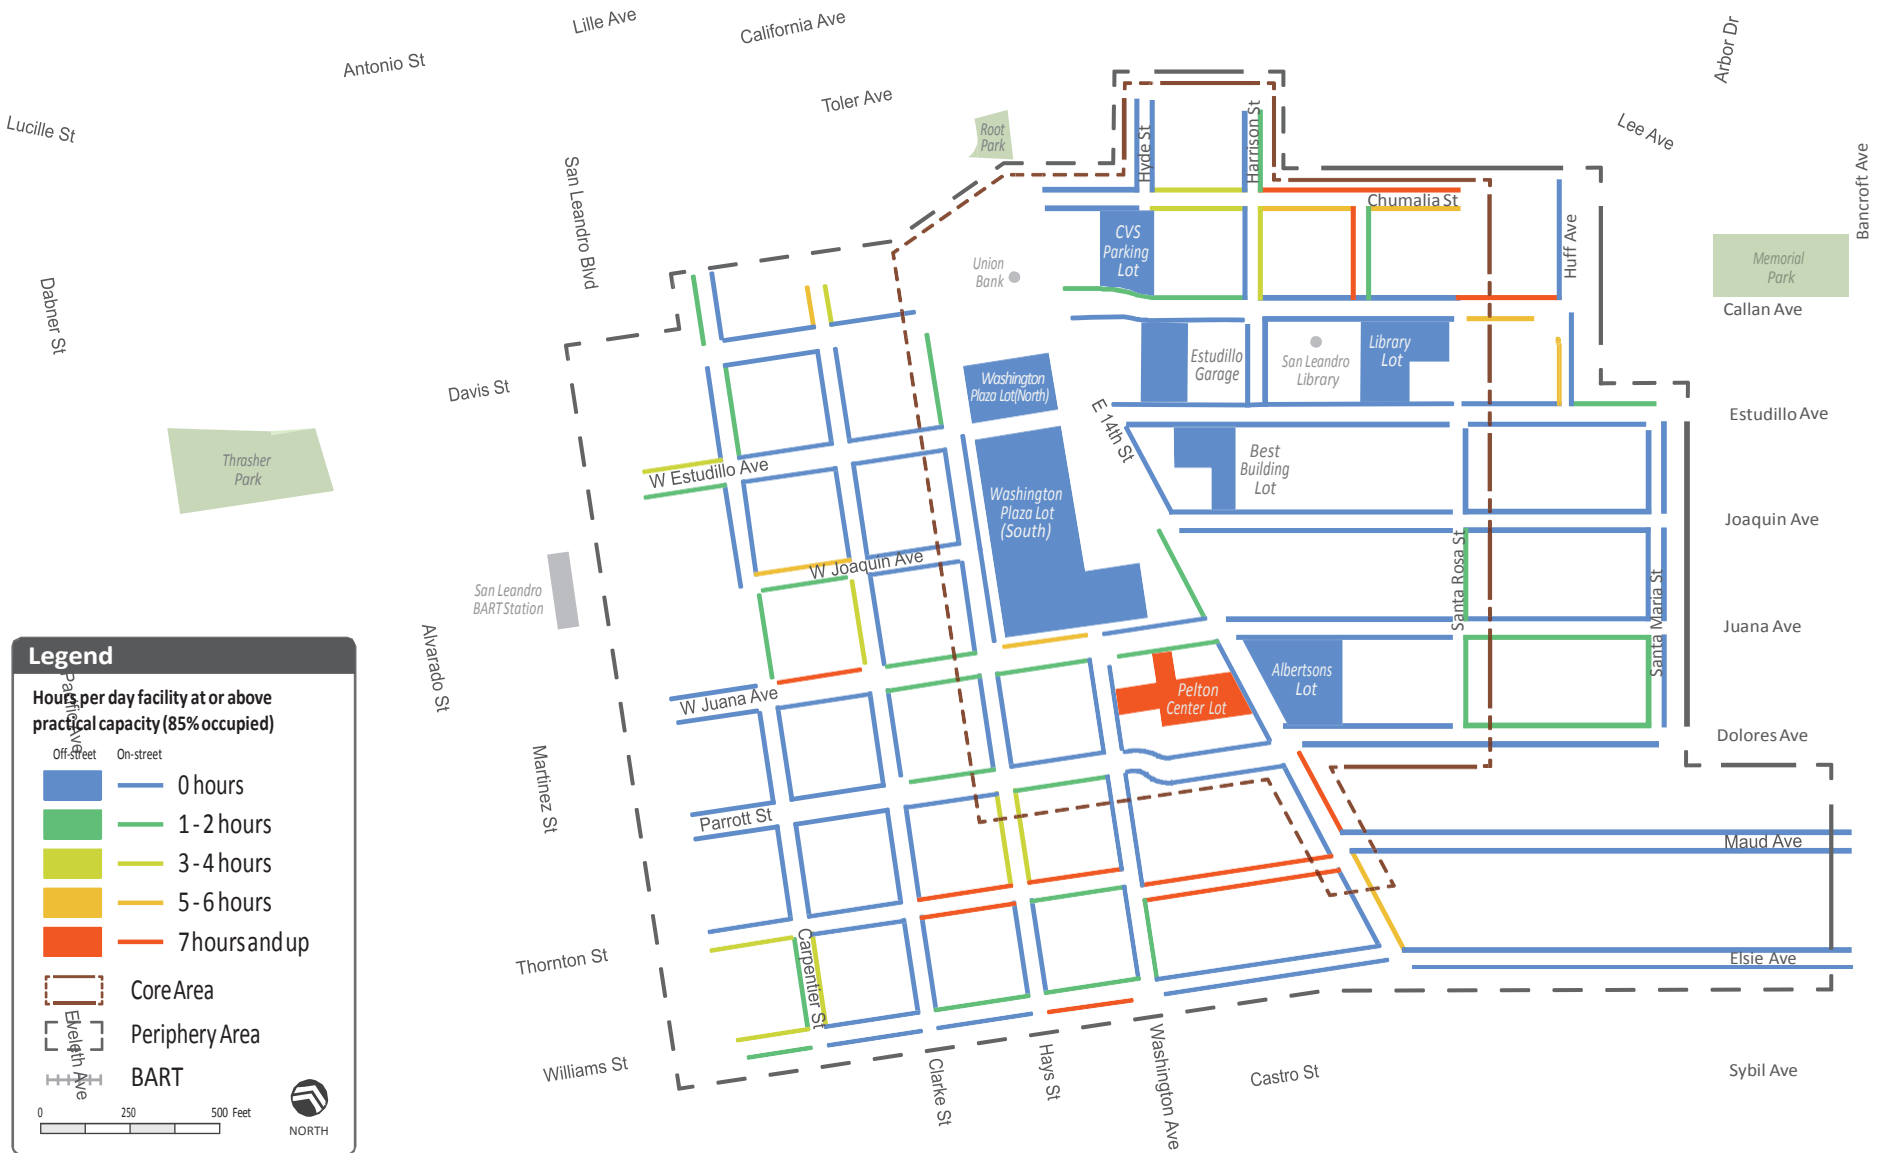 Lille Ave
California Ave
Arbor Dr
Antonio St
Toler Ave
Lucille St
Lee Ave
Root
Park
Hyde St
Harrison St
San Leandro Blvd
Bancroft Ave
Chumalia St
Huff Ave
CVS
Parking
Lot
Union
Bank
Memorial
Park
Dabner St
Callan Ave
Estudillo
Garage
San Leandro
Library
Library
Lot
Washington
Plaza Lot(North)
Davis St
E 14th St
Estudillo Ave
Thrasher
Park
W Estudillo Ave
Best
Building
Lot
Washington
Plaza Lot
(South)
Joaquin Ave
W Joaquin Ave
San Leandro
BART Station
Santa Rosa St
Santa Maria St
Juana Ave
Alvarado St
W Juana Ave
Pelton
Center Lot
Albertsons
Lot
Dolores Ave
Martinez St
Parrott St
Maud Ave
Thornton St
Carpentier St
Elsie Ave
Williams St
Clarke St
Hays St
Washington Ave
Castro St
Sybil Ave
Legend
Pacific Ave
Hours per day facility at or above
practical capacity (85% occupied)
Off-street On-street
0 hours
1 - 2 hours
3 - 4 hours
5 - 6 hours
7 hours and up
Core Area
Periphery Area
BART
Eveleth Ave
0 250 500 Feet
NORTH